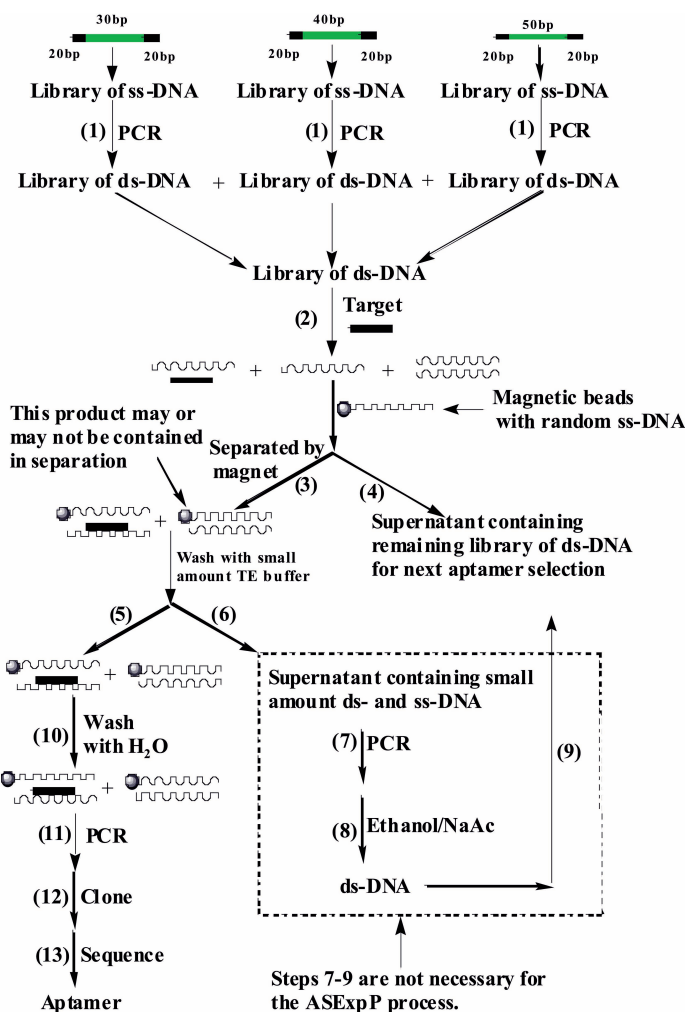 30bp
40bp
50bp
20bp 20bp
20bp 20bp
20bp 20bp
Library of ss-DNA
Library of ss-DNA
Library of ss-DNA
(1) PCR
(1) PCR
(1) PCR
Library of ds-DNA + Library of ds-DNA + Library of ds-DNA
Library of ds-DNA
(2) Target
+ +
Magnetic beads
with random ss-DNA
This product may or
may not be contained
in separation
Separated by
magnet
(3)
(4)
+
Supernatant containing
remaining library of ds-DNA
for next aptamer selection
Wash with small
amount TE buffer
(5)
(6)
+
Supernatant containing small
amount ds- and ss-DNA
(7) PCR
(8) Ethanol/NaAc
ds-DNA
(9)
(10) Wash
with H₂O
+
(11) PCR
(12) Clone
(13) Sequence
Aptamer
Steps 7-9 are not necessary for
the ASExp P process.